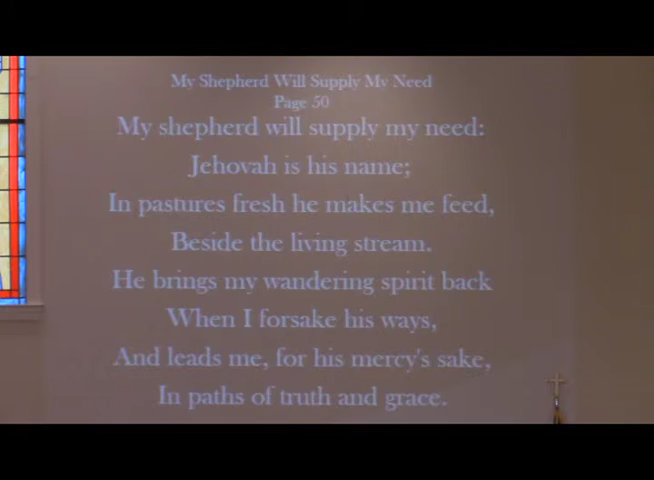 My Shepherd Will Supply My Need
Page 50
My shepherd will supply my need:
Jehovah is his name;
In pastures fresh he makes me feed,
Beside the living stream.
He brings my wandering spirit back
When I forsake his ways,
And leads me, for his mercy's sake,
In paths of truth and grace.